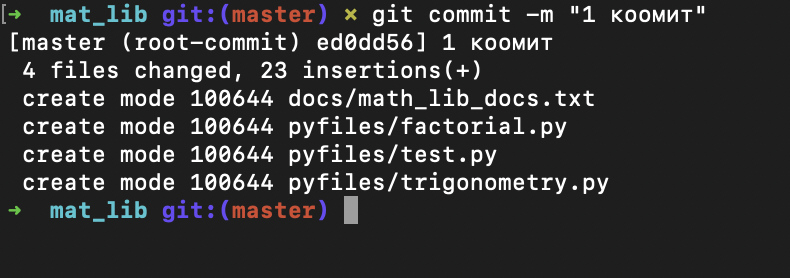 [➜ mat_lib git:(master) × git commit -m "1 коомит"
[master (root-commit) ed0dd56] 1 коомит
4 files changed, 23 insertions(+)
create mode 100644 docs/math_lib_docs.txt
create mode 100644 pyfiles/factorial.py
create mode 100644 pyfiles/test.py
create mode 100644 pyfiles/trigonometry.py
➜ mat_lib git:(master)